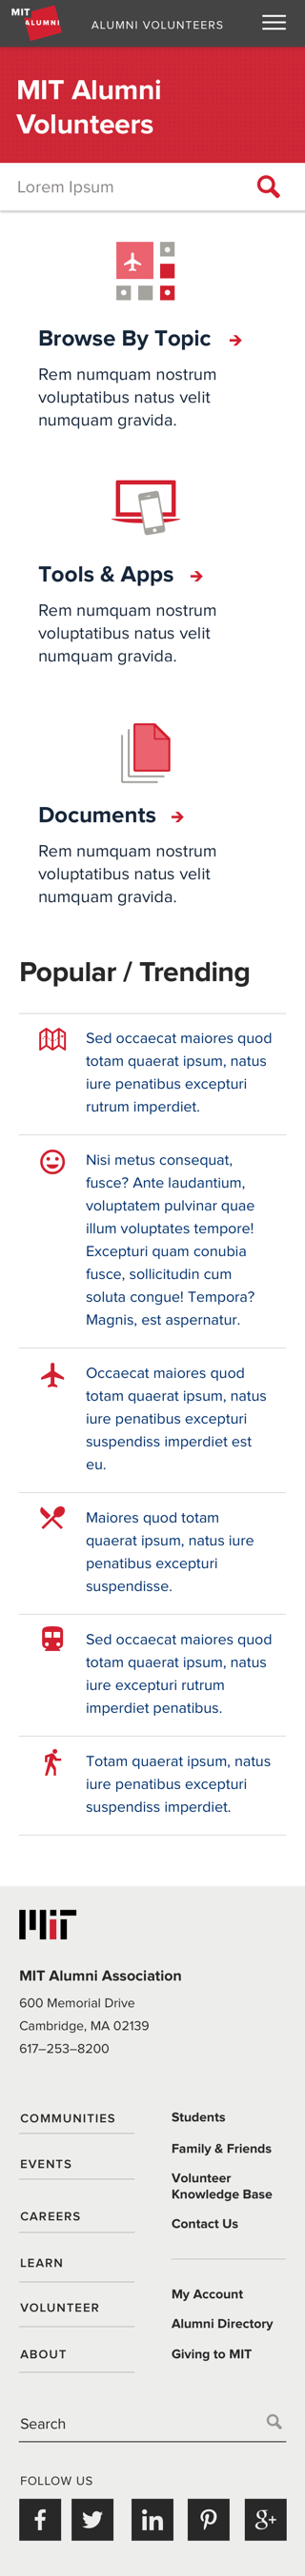 MIT
ALUMNI
ALUMNI VOLUNTEERS
MIT Alumni
Volunteers
Lorem Ipsum
Browse By Topic
Rem numquam nostrum
voluptatibus natus velit
numquam gravida.
Tools & Apps
Rem numquam nostrum
voluptatibus natus velit
numquam gravida.
Documents
Rem numquam nostrum
voluptatibus natus velit
numquam gravida.
Popular / Trending
Sed occaecat maiores quod
totam quaerat ipsum, natus
iure penatibus excepturi
rutrum imperdiet.
Nisi metus consequat,
fusce? Ante laudantium,
voluptatem pulvinar quae
illum voluptates tempore!
Excepturi quam conubia
fusce, sollicitudin cum
soluta congue! Tempora?
Magnis, est aspernatur.
Occaecat maiores quod
totam quaerat ipsum, natus
iure penatibus excepturi
suspendiss imperdiet est
eu.
Maiores quod totam
quaerat ipsum, natus iure
penatibus excepturi
suspendisse.
Sed occaecat maiores quod
totam quaerat ipsum, natus
iure excepturi rutrum
imperdiet penatibus.
Totam quaerat ipsum, natus
iure penatibus excepturi
suspendiss imperdiet.
MIT
MIT Alumni Association
600 Memorial Drive
Cambridge, MA 02139
617–253–8200
COMMUNITIES
EVENTS
CAREERS
LEARN
VOLUNTEER
ABOUT
Students
Family & Friends
Volunteer
Knowledge Base
Contact Us
My Account
Alumni Directory
Giving to MIT
Search
FOLLOW US